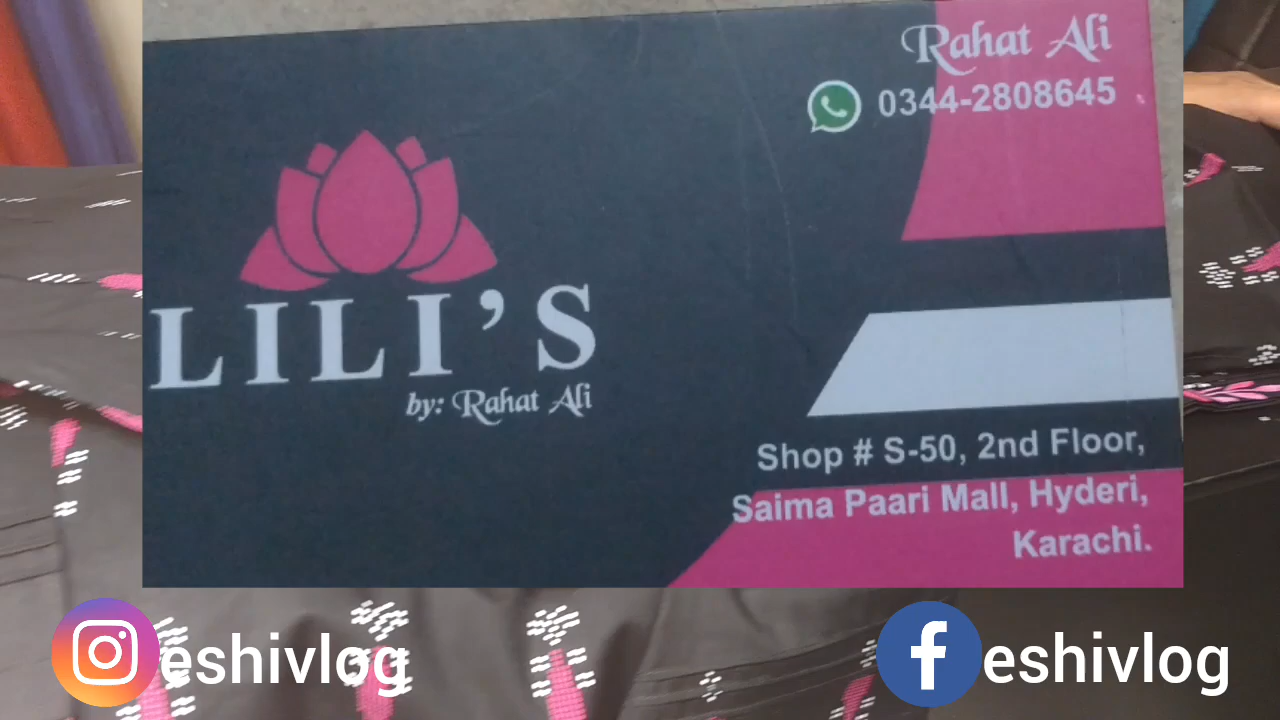 Rahat Ali
0344-2808645
LILI'S
by: Rahat Ali
Shop # S-50, 2nd Floor,
Saima Paari Mall, Hyderi,
Karachi.
eshivlog
eshivlog